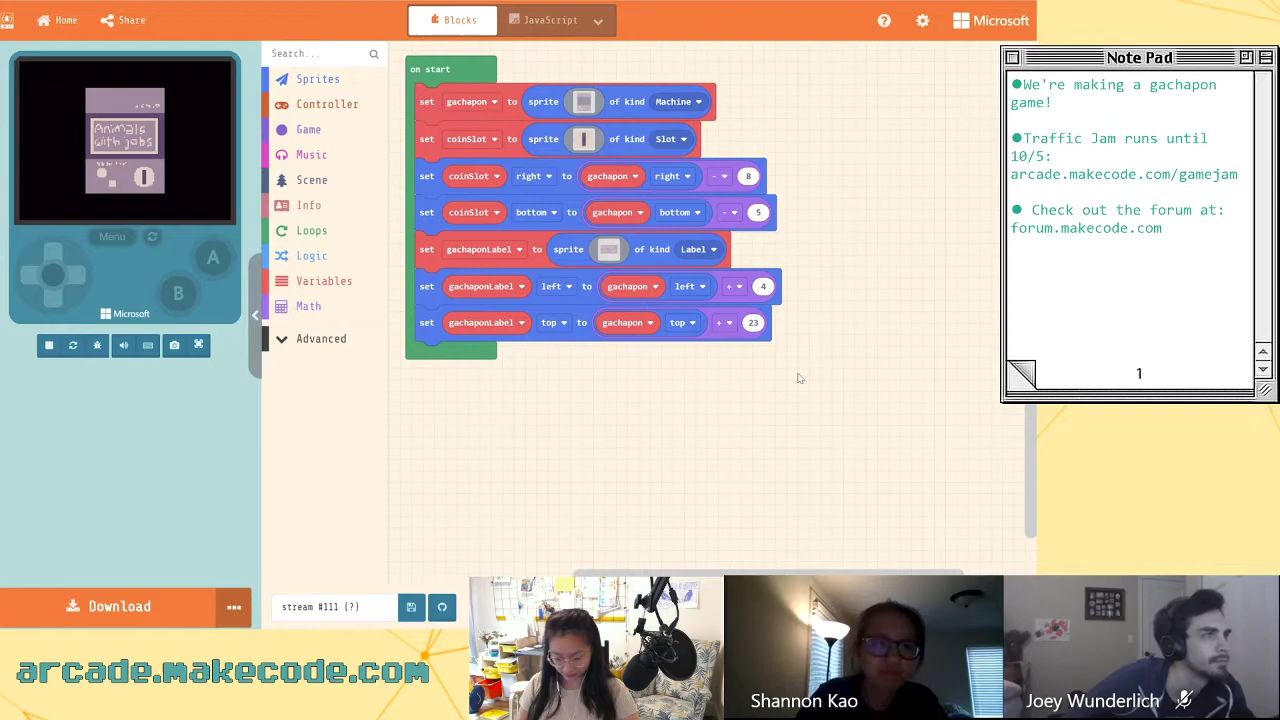 Home
Share
Blocks
JavaScript
Microsoft
Animals
with jabs
Menu
A
B
Microsoft
Search...
Sprites
Controller
Game
Music
Scene
Info
Loops
Logic
Variables
Math
Advanced
on start
set gachapon to sprite of kind Machine
set coinSlot to sprite of kind Slot
set coinSlot right to gachapon right - 8
set coinSlot bottom to gachapon bottom - 5
set gachaponLabel to sprite of kind Label
set gachaponLabel left to gachapon left + 4
set gachaponLabel top to gachapon top + 23
Note Pad
●We're making a gachapon
game!
●Traffic Jam runs until
10/5:
arcade.makecode.com/gamejam
● Check out the forum at:
forum.makecode.com
1
Download
stream #111 (?)
arcade.makecode.com
Shannon Kao
Joey Wunderlich